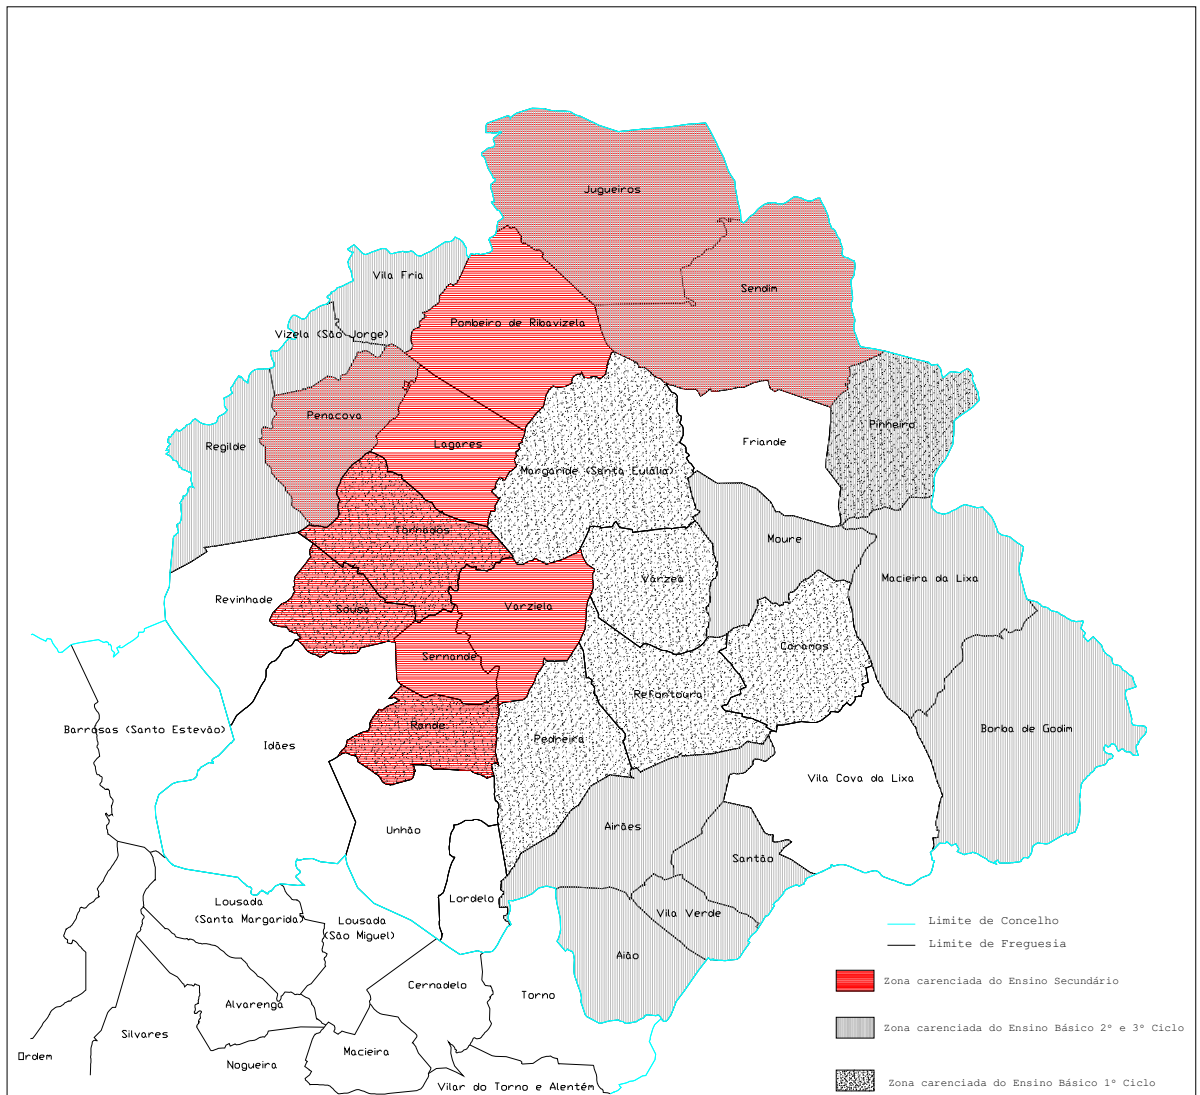 Jugueiros
Vila Fria
Sendim
Pombeiro de Ribavizela
Vizela (São Jorge)
Penacova
Pinheiro
Regilde
Lagares
Friande
Margaride (Santa Eulália)
Torrados
Moure
Várzea
Macieira da Lixa
Revinhade
Sousa
Varziela
Caramos
Sernande
Refontoura
Barrosas (Santo Estevão)
Idães
Rande
Pedreira
Borba de Godim
Vila Cova da Lixa
Unhão
Airães
Santão
Lordelo
Lousada
(Santa Margarida)
Lousada
(São Miguel)
Vila Verde
Aião
Cernadelo
Torno
Alvarenga
Silvares
Ordem
Nogueira
Macieira
Vilar do Torno e Alentém
Limite de Concelho
Limite de Freguesia
Zona carenciada do Ensino Secundário
Zona carenciada do Ensino Básico 2º e 3º Ciclo
Zona carenciada do Ensino Básico 1º Ciclo